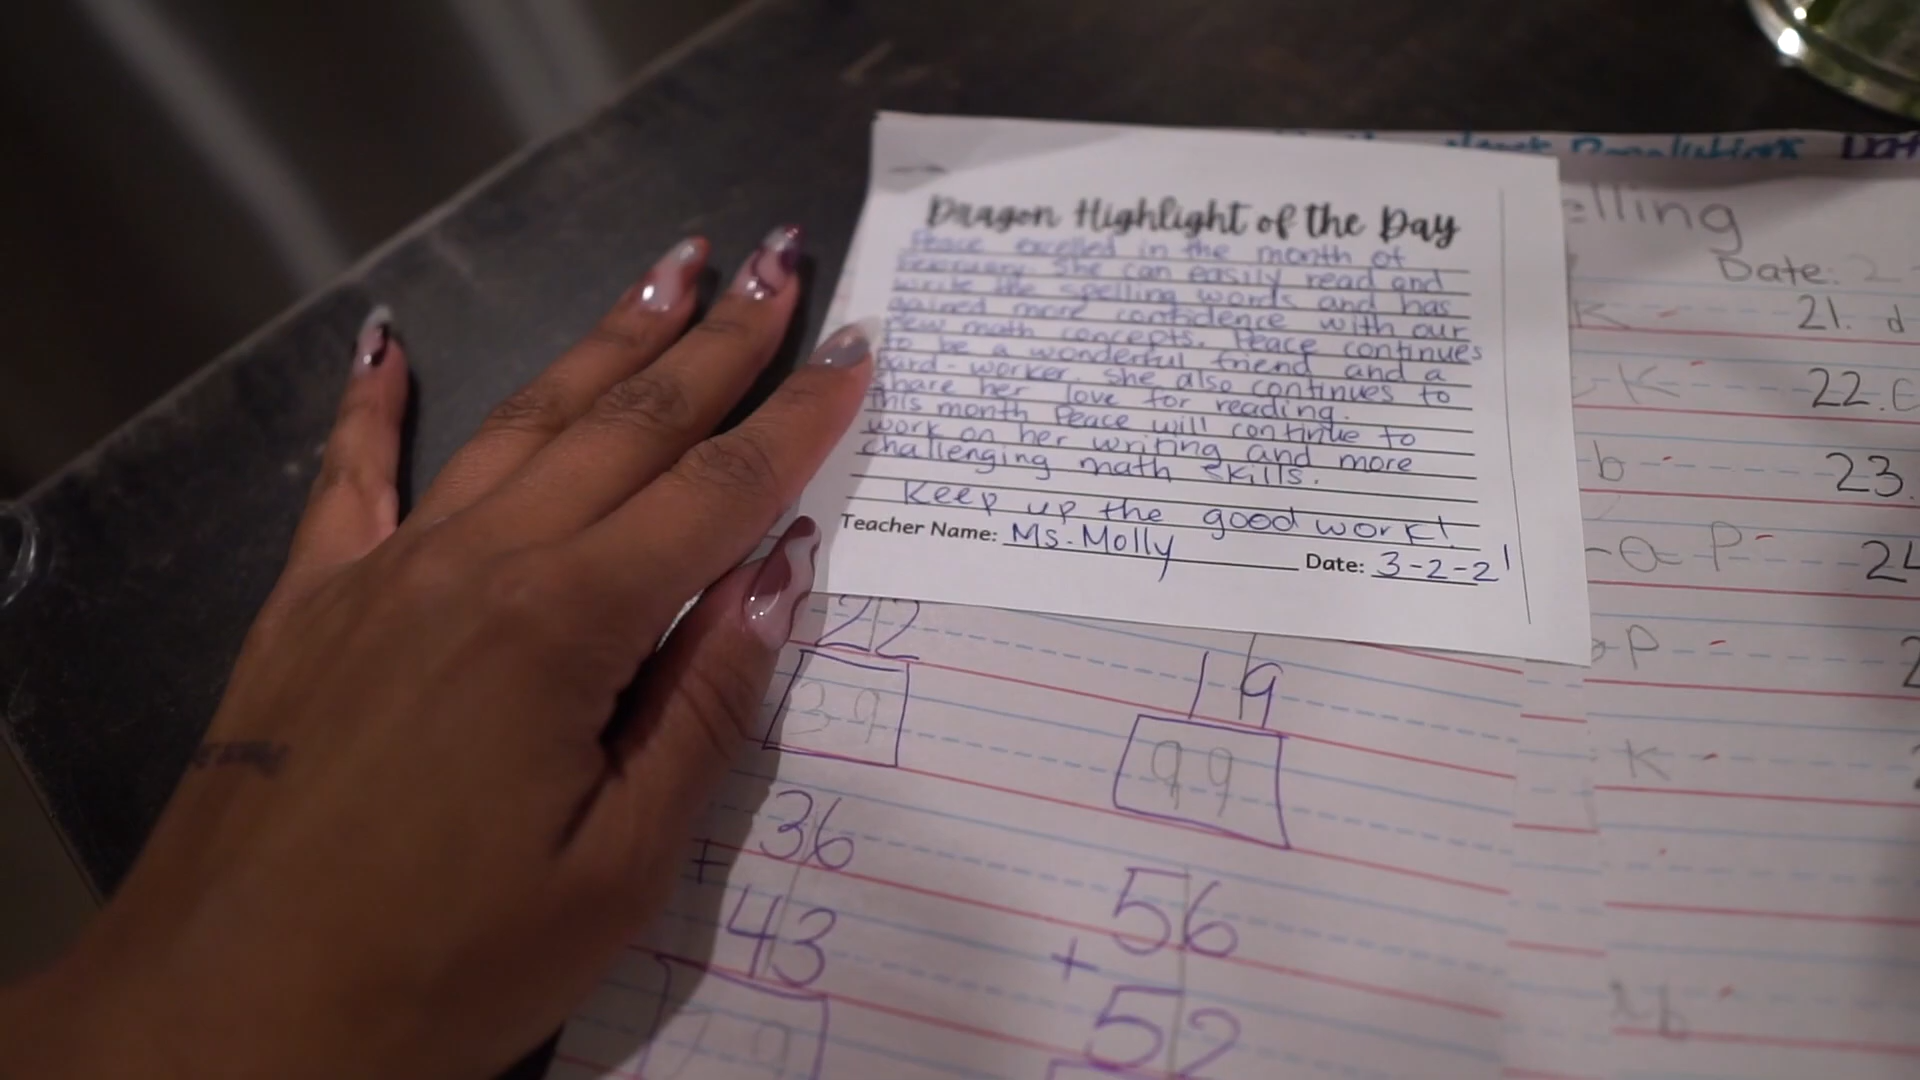 Dragon Highlight of the Day
Peace excelled in the month of
February. She can easily read and
write the spelling words and has
gained more confidence with our
new math concepts. Peace continues
to be a wonderful friend and a
hard-worker. She also continues to
share her love for reading.
This month Peace will continue to
work on her writing and more
challenging math skills.
Keep up the good work!
Teacher Name: Ms. Molly
Date: 3-2-21
22
39
19
99
36
+
43
79
56
+
52
elling
Date: 2
K -
21. d
K -
22.
b -
23.
a P -
24
P -
2
K -
b -